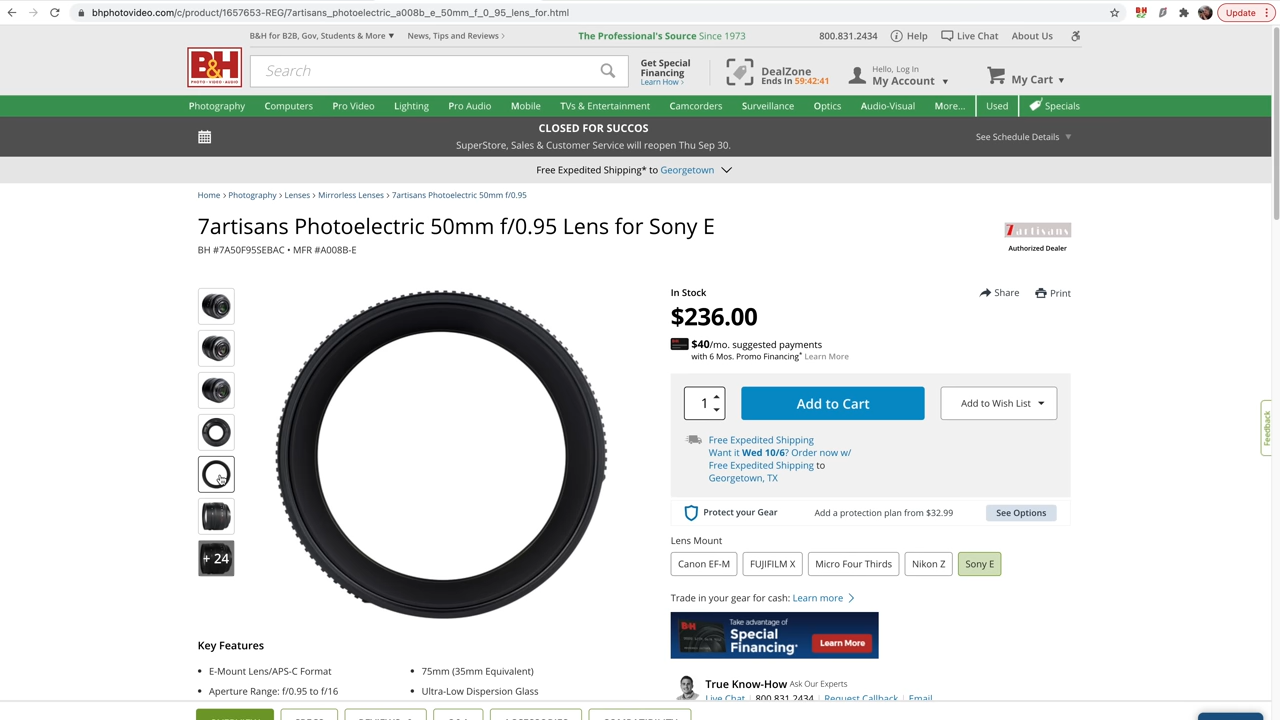 bhphotovideo.com/c/product/1657653-REG/7artisans_photoelectric_a008b_e_50mm_f_0_95_lens_for.html
Update
B&H for B2B, Gov, Students & More
News, Tips and Reviews
The Professional's Source Since 1973
800.831.2434
Help
Live Chat
About Us
B&H
PHOTO · VIDEO · AUDIO
Search
Get Special
Financing
Learn How
DealZone
Ends In 59:42:41
Hello, Log In
My Account
My Cart
Photography
Computers
Pro Video
Lighting
Pro Audio
Mobile
TVs & Entertainment
Camcorders
Surveillance
Optics
Audio-Visual
More...
Used
Specials
CLOSED FOR SUCCOS
SuperStore, Sales & Customer Service will reopen Thu Sep 30.
See Schedule Details
Free Expedited Shipping* to Georgetown
Home › Photography › Lenses › Mirrorless Lenses › 7artisans Photoelectric 50mm f/0.95
7artisans Photoelectric 50mm f/0.95 Lens for Sony E
BH #7A50F95SEBAC • MFR #A008B-E
7artisans
Authorized Dealer
+ 24
In Stock
Share
Print
$236.00
$40/mo. suggested payments
with 6 Mos. Promo Financing* Learn More
1
Add to Cart
Add to Wish List
Free Expedited Shipping
Want it Wed 10/6? Order now w/
Free Expedited Shipping to
Georgetown, TX
Protect your Gear
Add a protection plan from $32.99
See Options
Feedback
Lens Mount
Canon EF-M
FUJIFILM X
Micro Four Thirds
Nikon Z
Sony E
Trade in your gear for cash: Learn more
B&H
Take advantage of
Special
Financing*
Learn More
Key Features
• E-Mount Lens/APS-C Format
• 75mm (35mm Equivalent)
• Aperture Range: f/0.95 to f/16
• Ultra-Low Dispersion Glass
True Know-How Ask Our Experts
Live Chat | 800.831.2434 | Request Callback | Email